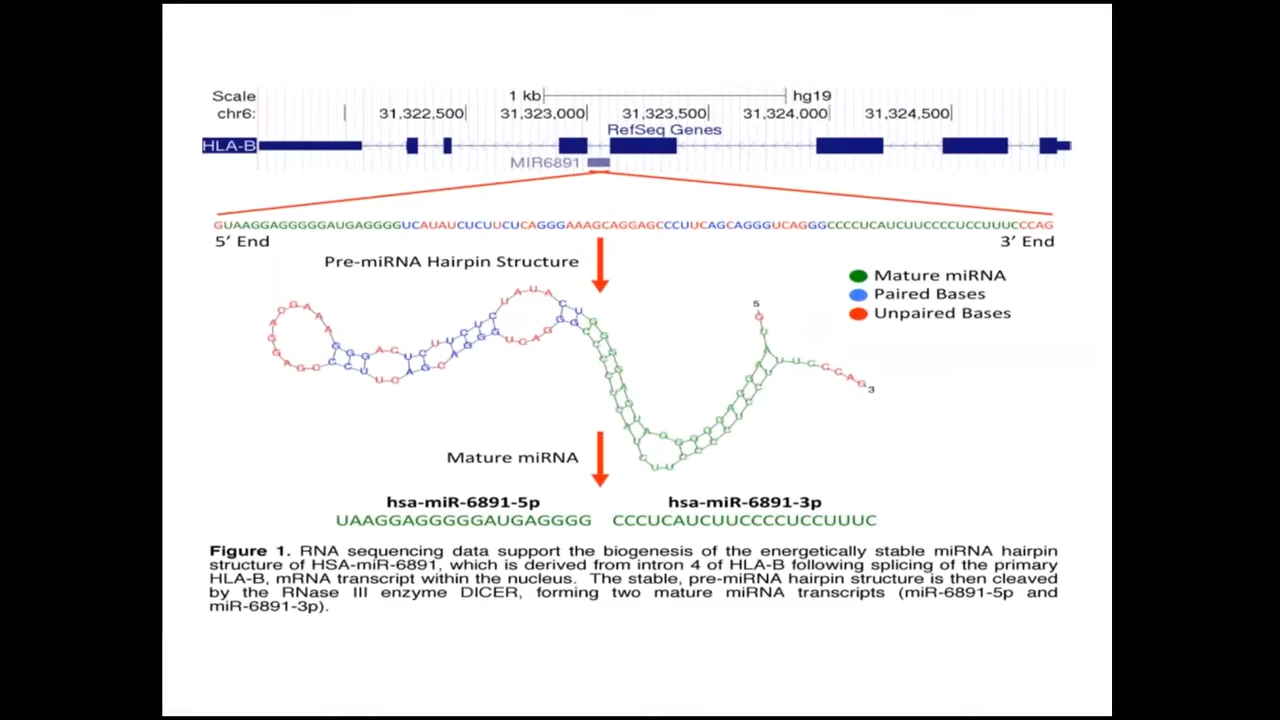 Scale 1 kb hg19
chr6: 31,322,500 31,323,000 31,323,500 31,324,000 31,324,500
RefSeq Genes
HLA-B
MIR6891
GUAAGGAGGGGGAUGAGGGGUCAUAUCUCUUCUCAGGGAAAGCAGGAGCCCUUCAGCAGGGUCAGGGCCCCUCAUCUUCCCCUCCUUUCCCAG
5′ End 3′ End
Pre-miRNA Hairpin Structure
Mature miRNA
Paired Bases
Unpaired Bases
5
3
Mature miRNA
hsa-miR-6891-5p hsa-miR-6891-3p
UAAGGAGGGGGAUGAGGGG CCCUCAUCUUCCCCUCCUUUC
Figure 1. RNA sequencing data support the biogenesis of the energetically stable miRNA hairpin
structure of HSA-miR-6891, which is derived from intron 4 of HLA-B following splicing of the primary
HLA-B, mRNA transcript within the nucleus. The stable, pre-miRNA hairpin structure is then cleaved
by the RNase III enzyme DICER, forming two mature miRNA transcripts (miR-6891-5p and
miR-6891-3p).